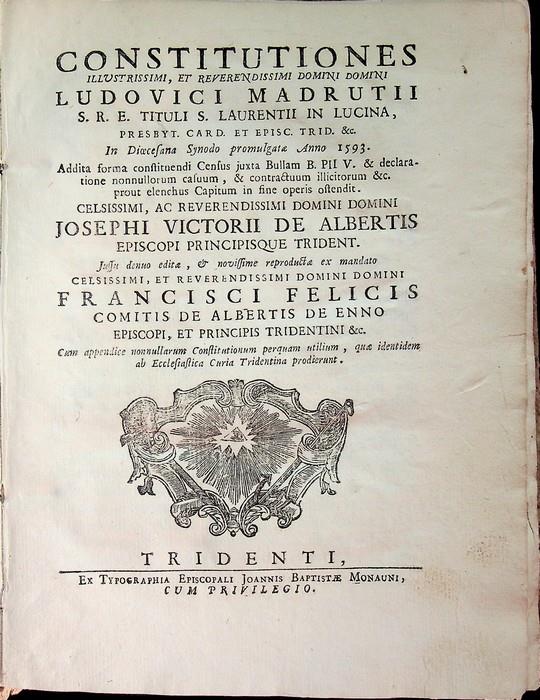 CONSTITUTIONES
ILLUSTRISSIMI, ET REVERENDISSIMI DOMINI DOMINI
LUDOVICI MADRUTII
S. R. E. TITULI S. LAURENTII IN LUCINA,
PRESBYT. CARD. ET EPISC. TRID. &c.
In Diœcesana Synodo promulgatæ Anno 1593.
Addita forma constituendi Census juxta Bullam B. PII V. & declara-
tione nonnullorum casuum, & contractuum illicitorum &c.
prout elenchus Capitum in fine operis ostendit.
CELSISSIMI, AC REVERENDISSIMI DOMINI DOMINI
JOSEPHI VICTORII DE ALBERTIS
EPISCOPI PRINCIPISQUE TRIDENT.
Jussu denuo editæ, & novissime reproductæ ex mandato
CELSISSIMI, ET REVERENDISSIMI DOMINI DOMINI
FRANCISCI FELICIS
COMITIS DE ALBERTIS DE ENNO
EPISCOPI, ET PRINCIPIS TRIDENTINI &c.
Cum appendice nonnullarum Constitutionum perquam utilium, quæ identidem
ab Ecclesiastica Curia Tridentina prodierunt.
TRIDENTI,
EX TYPOGRAPHIA EPISCOPALI JOANNIS BAPTISTÆ MONAUNI,
CUM PRIVILEGIO.